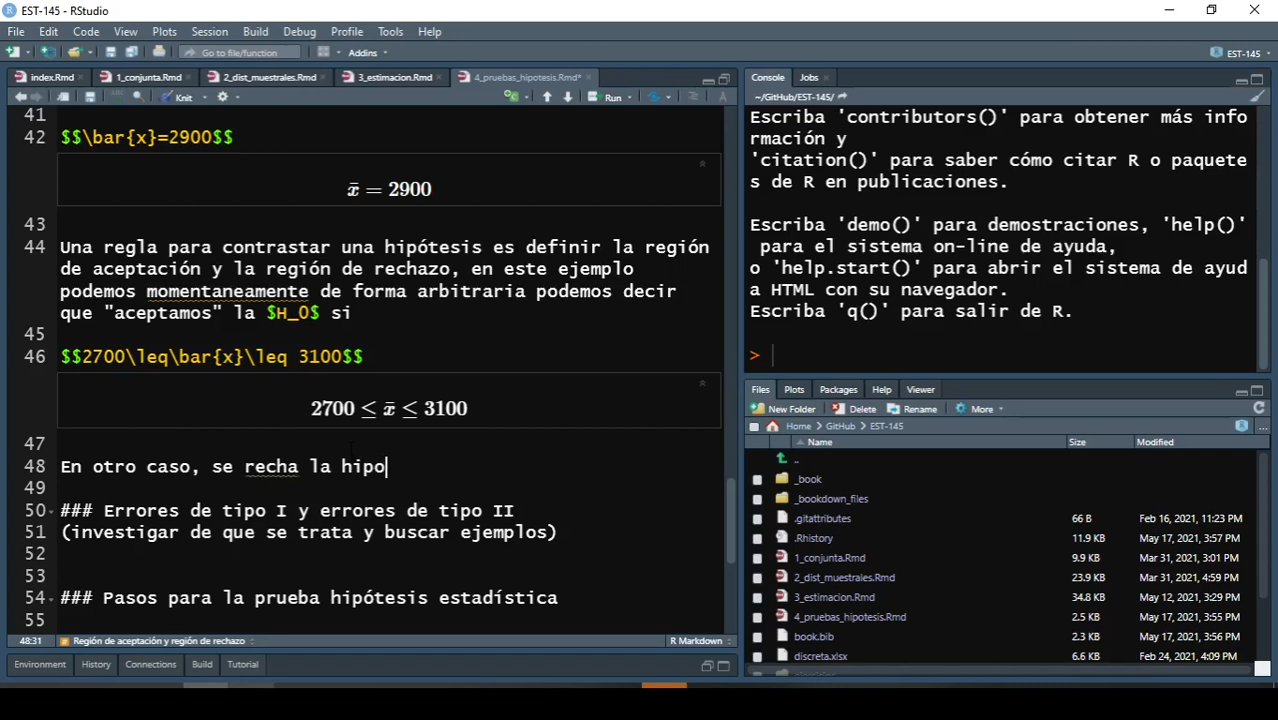 EST-145 - RStudio
File Edit Code View Plots Session Build Debug Profile Tools Help
Go to file/function Addins EST-145
index.Rmd 1_conjunta.Rmd 2_dist_muestrales.Rmd 3_estimacion.Rmd 4_pruebas_hipotesis.Rmd*
Knit Run
41
42 $$\bar{x}=2900$$
x̄ = 2900
43
44 Una regla para contrastar una hipótesis es definir la región
de aceptación y la región de rechazo, en este ejemplo
podemos momentaneamente de forma arbitraria podemos decir
que "aceptamos" la $H_0$ si
45
46 $$2700\leq\bar{x}\leq 3100$$
2700 ≤ x̄ ≤ 3100
47
48 En otro caso, se recha la hipo
49
50 ### Errores de tipo I y errores de tipo II
51 (investigar de que se trata y buscar ejemplos)
52
53
54 ### Pasos para la prueba hipótesis estadística
55
48:31 Región de aceptación y región de rechazo R Markdown
Environment History Connections Build Tutorial
Console Jobs
~/GitHub/EST-145/
Escriba 'contributors()' para obtener más info
rmación y
'citation()' para saber cómo citar R o paquete
s de R en publicaciones.
Escriba 'demo()' para demostraciones, 'help()'
para el sistema on-line de ayuda,
o 'help.start()' para abrir el sistema de ayud
a HTML con su navegador.
Escriba 'q()' para salir de R.
>
Files Plots Packages Help Viewer
New Folder Delete Rename More
Home GitHub EST-145 ...
Name Size Modified
..
_book
_bookdown_files
.gitattributes 66 B Feb 16, 2021, 11:23 PM
.Rhistory 11.9 KB May 17, 2021, 3:57 PM
1_conjunta.Rmd 9.9 KB Mar 31, 2021, 3:01 PM
2_dist_muestrales.Rmd 23.9 KB Mar 31, 2021, 4:59 PM
3_estimacion.Rmd 34.8 KB May 12, 2021, 3:29 PM
4_pruebas_hipotesis.Rmd 2.5 KB May 17, 2021, 3:55 PM
book.bib 2.3 KB May 17, 2021, 3:56 PM
discreta.xlsx 6.6 KB Feb 24, 2021, 4:09 PM